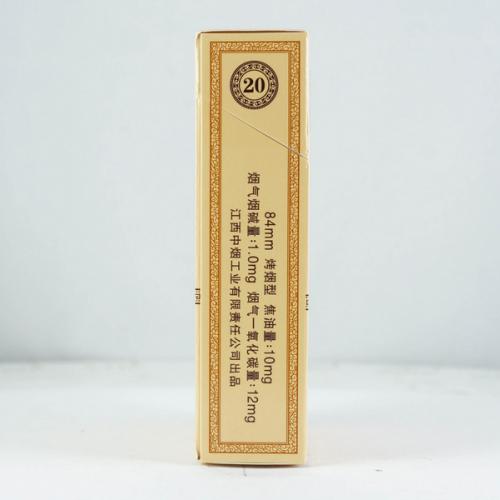 20
84mm 烤烟型 焦油量:10mg
烟气烟碱量:1.0mg 烟气一氧化碳量:12mg
江西中烟工业有限责任公司出品